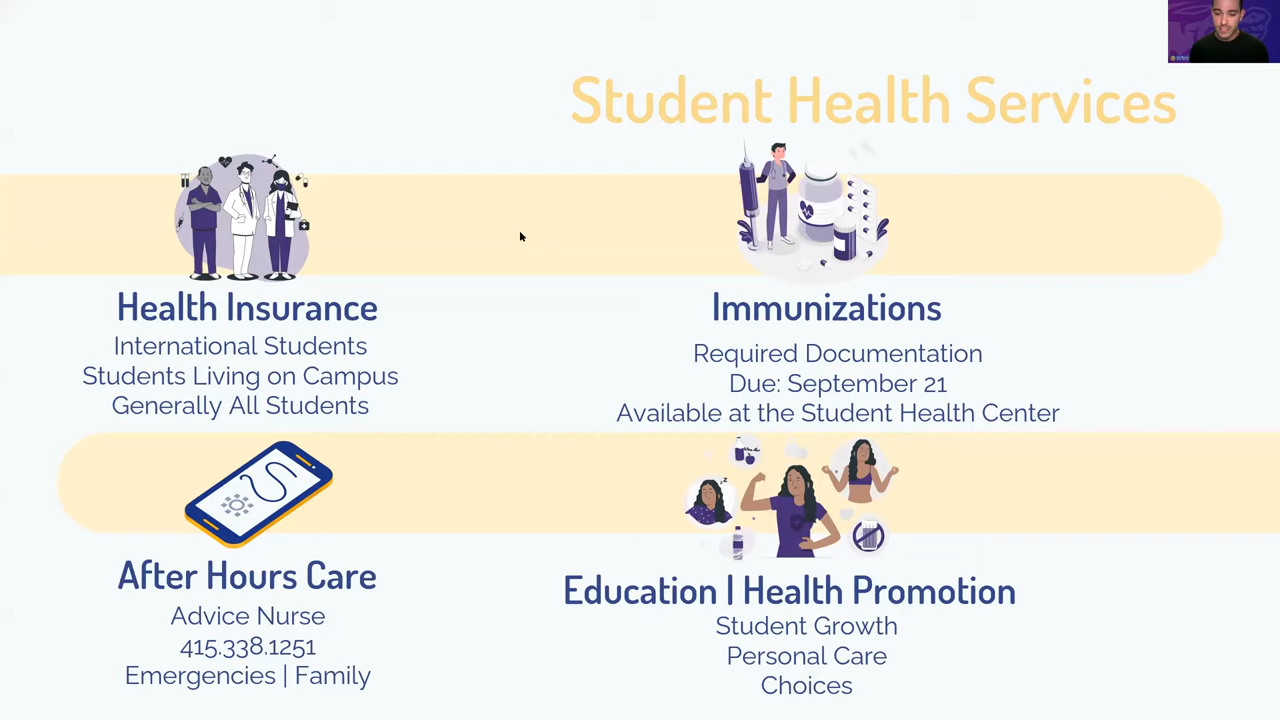 Student Health Services
Health Insurance
International Students
Students Living on Campus
Generally All Students
Immunizations
Required Documentation
Due: September 21
Available at the Student Health Center
After Hours Care
Advice Nurse
415.338.1251
Emergencies | Family
Education | Health Promotion
Student Growth
Personal Care
Choices